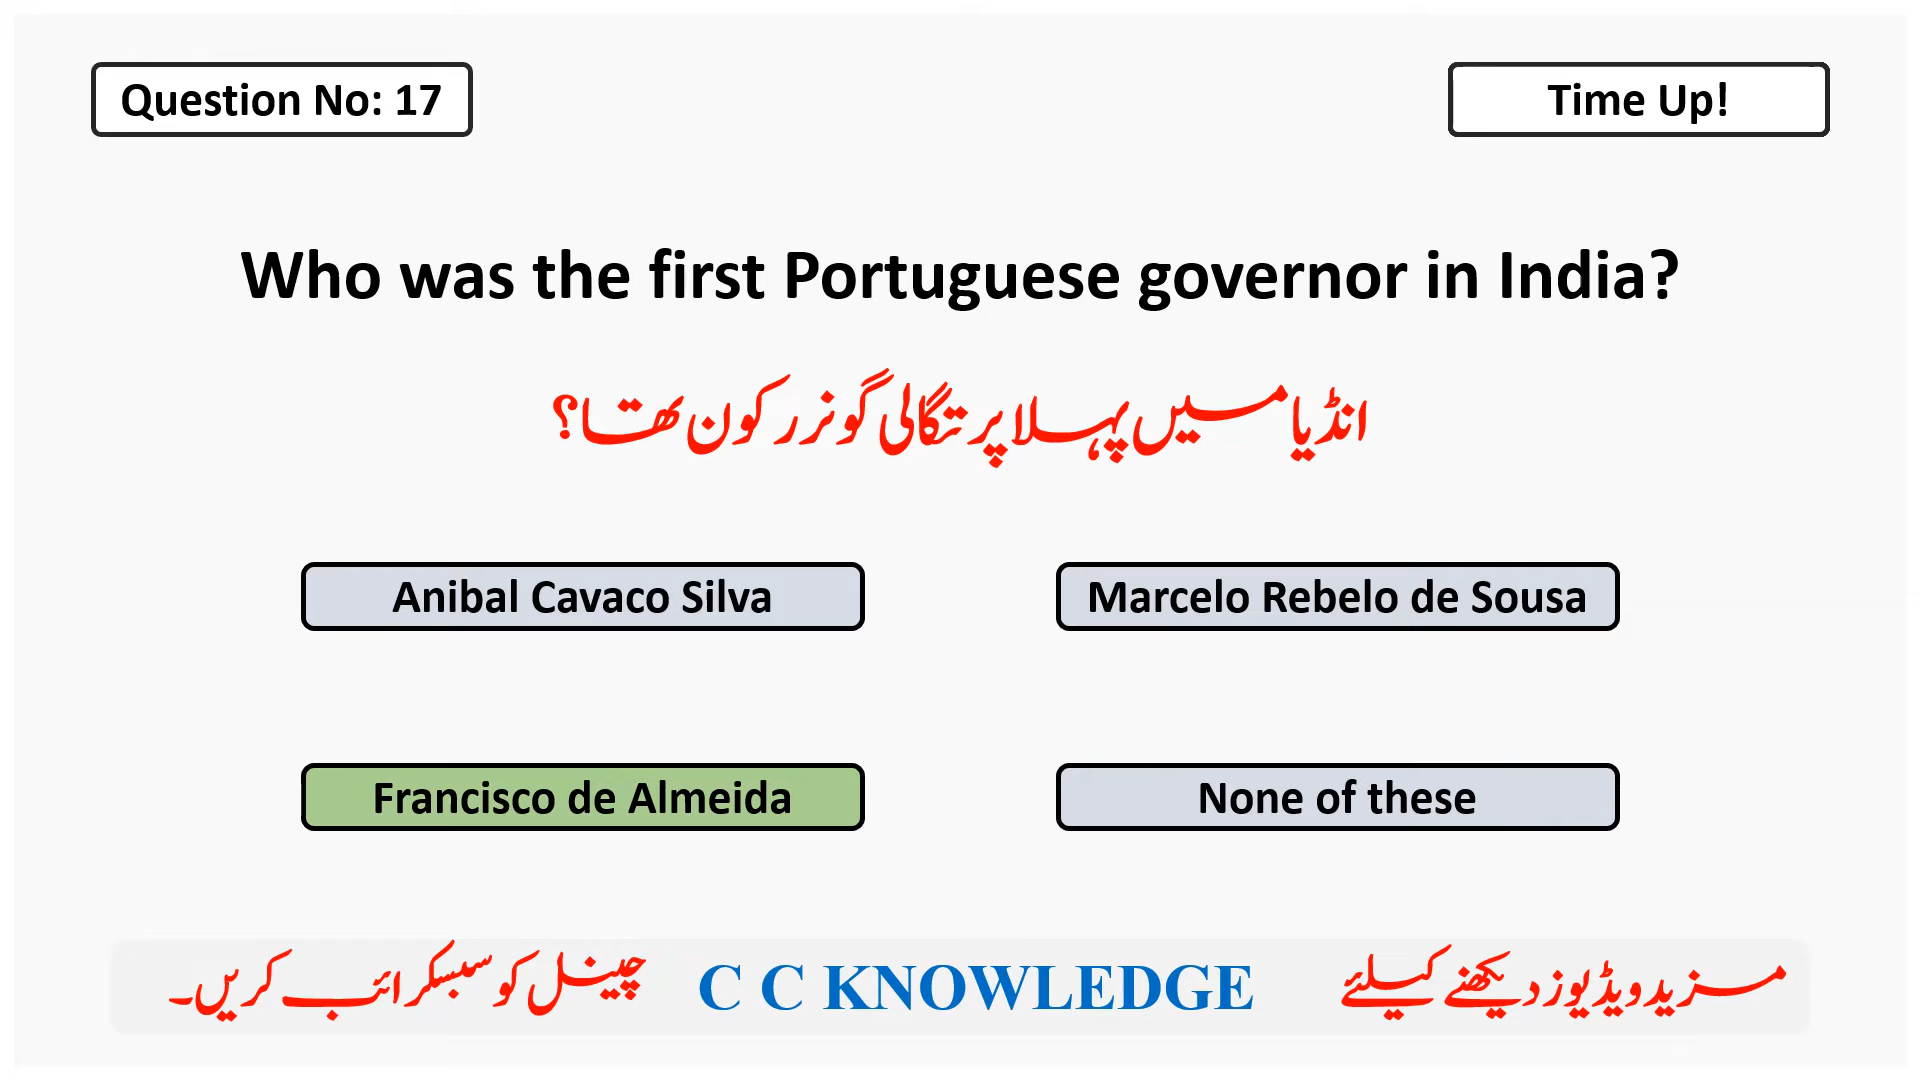 Question No: 17
Time Up!
Who was the first Portuguese governor in India?
انڈیا میں پہلا پرتگالی گونرر کون تھا؟
Anibal Cavaco Silva
Marcelo Rebelo de Sousa
Francisco de Almeida
None of these
مزید ویڈیوز دیکھنے کیلئے C C KNOWLEDGE چینل کو سبسکرائب کریں۔